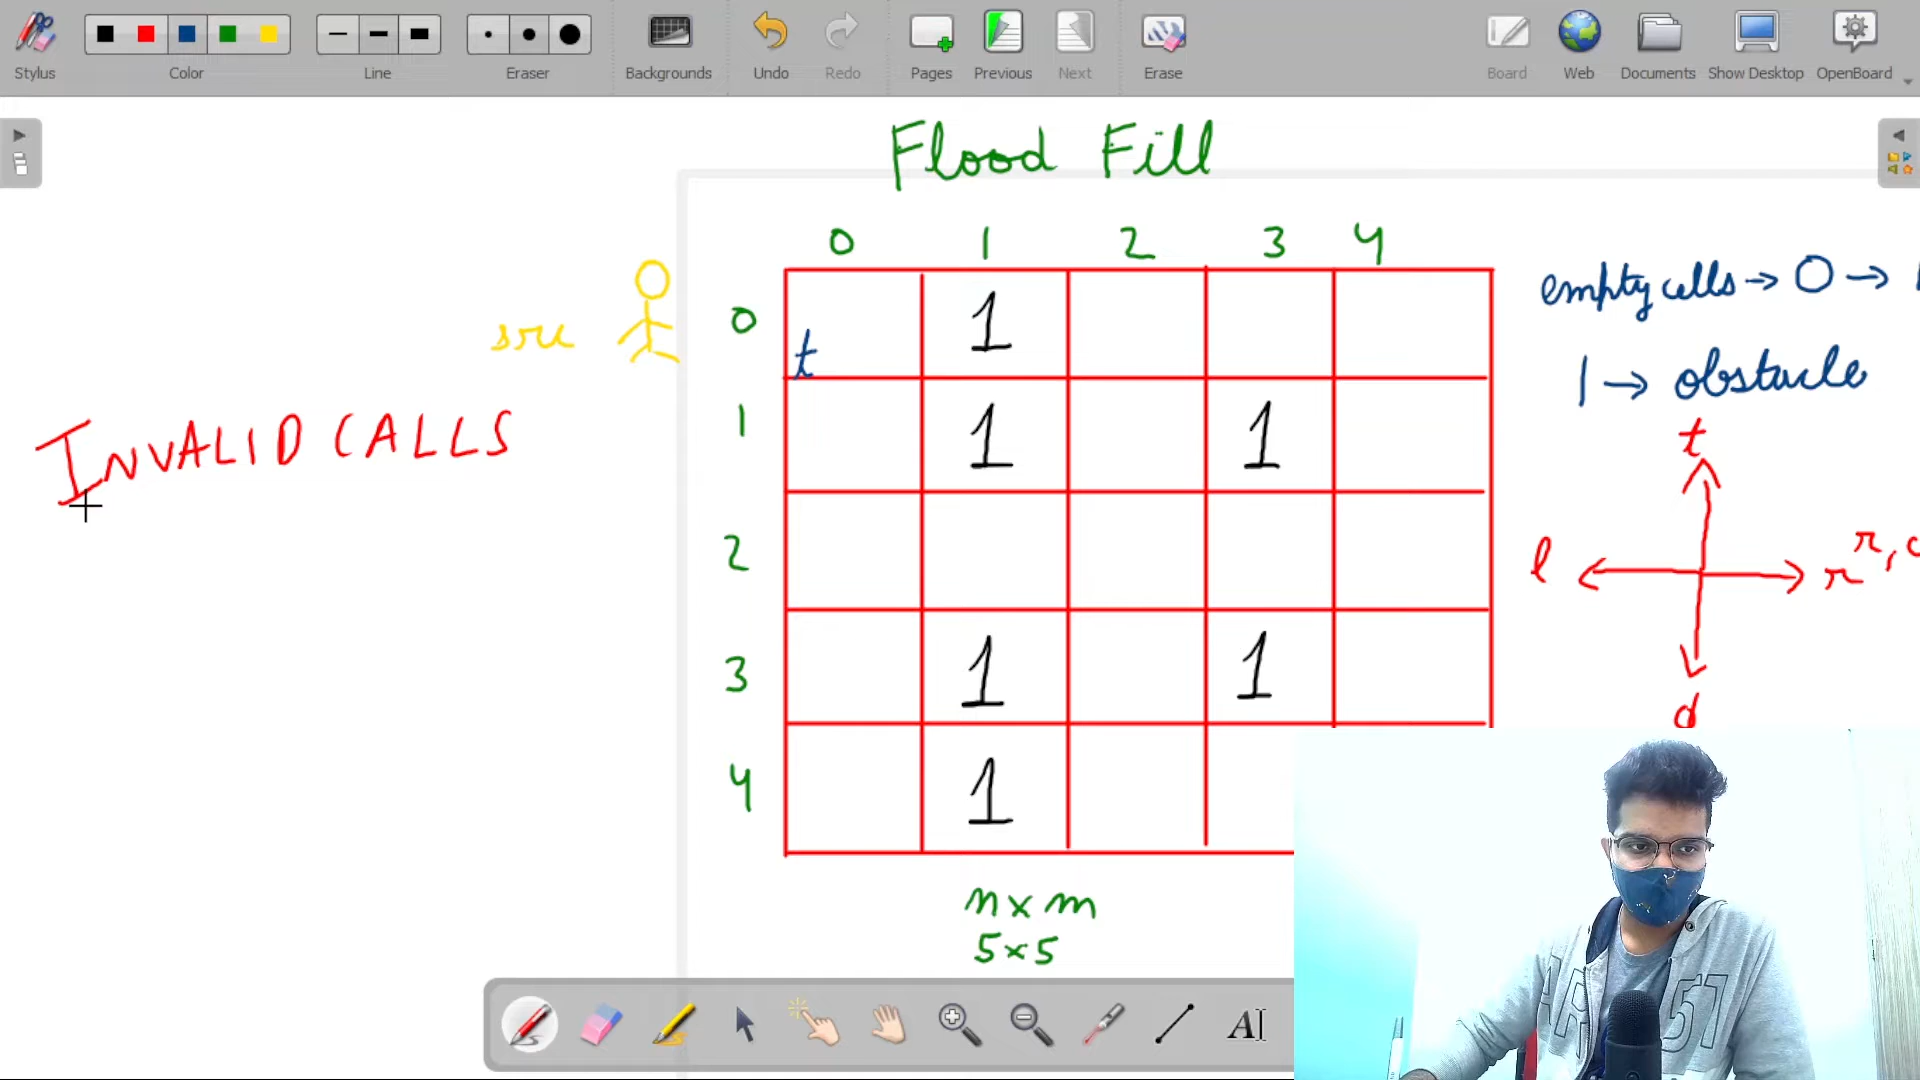 Stylus
Color
Line
Eraser
Backgrounds
Undo
Redo
Pages
Previous
Next
Erase
Board
Web
Documents
Show Desktop
OpenBoard
Flood Fill
0 1 2 3 4
src
0 t 1
1 1 1
2
3 1 1
4 1
n x m
5 x 5
INVALID CALLS
empty cells → 0 →
1 → obstacle
t
l
r
r,
d
AI
57